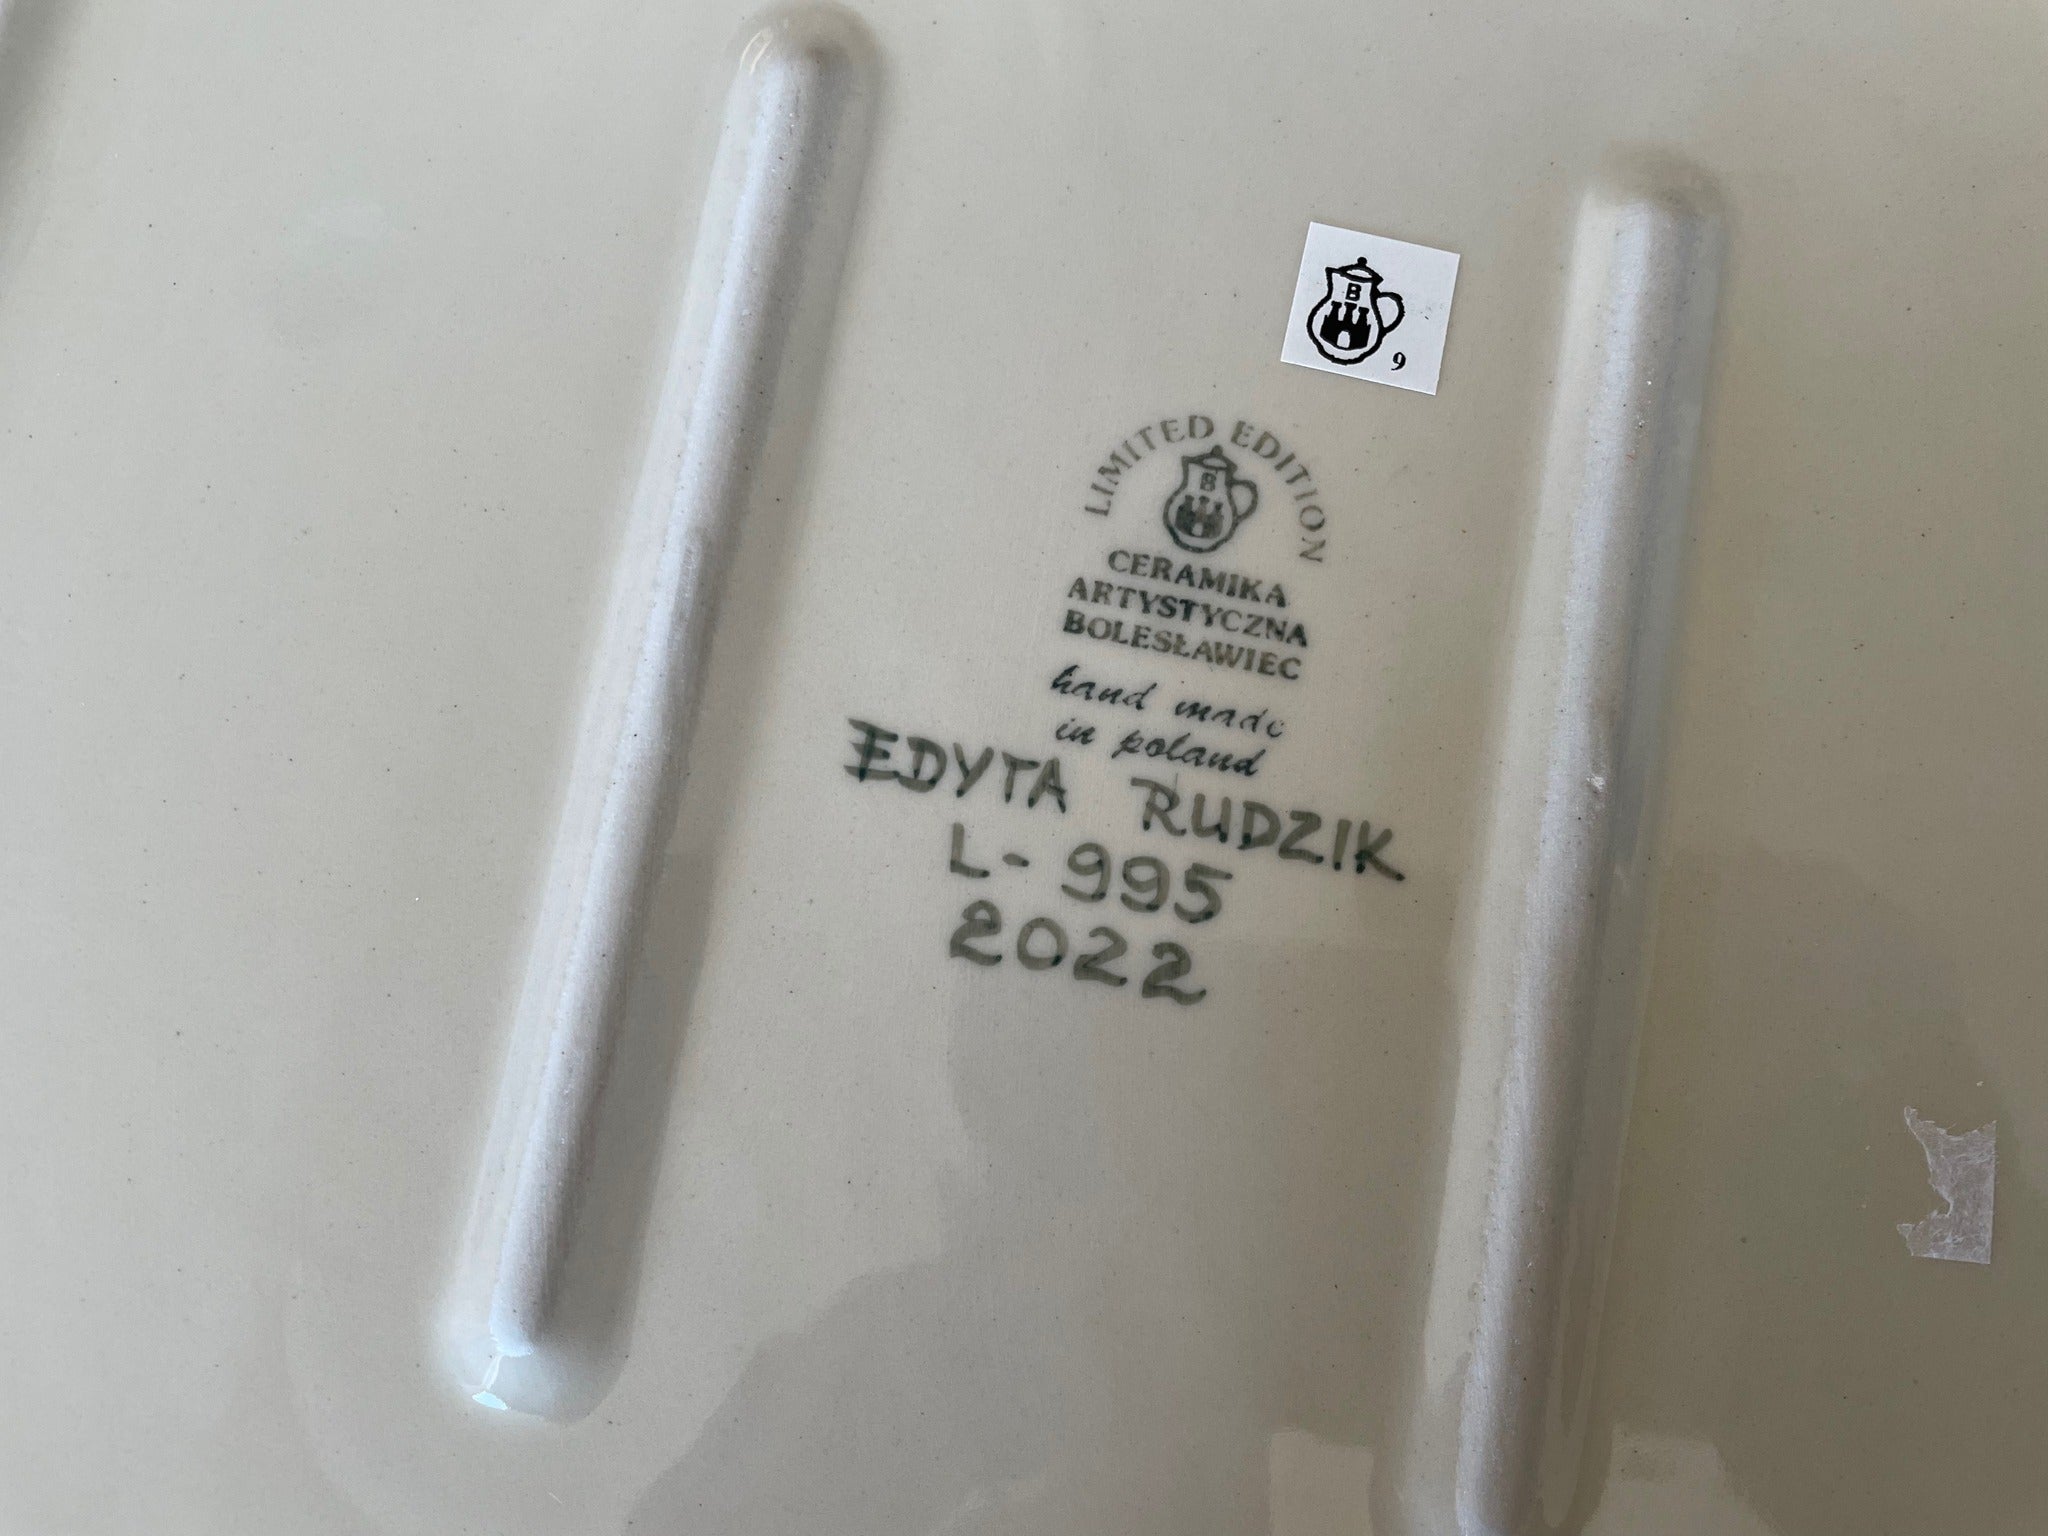 B
9
LIMITED EDITION
B
CERAMIKA
ARTYSTYCZNA
BOLESŁAWIEC
hand made
in poland
EDYTA RUDZIK
L-995
2022